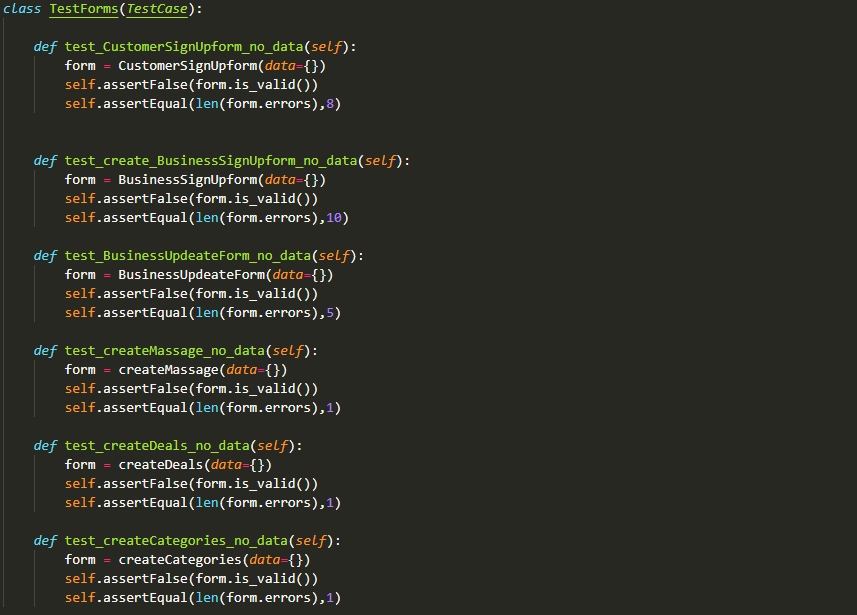 class TestForms(TestCase):
def test_CustomerSignUpform_no_data(self):
form = CustomerSignUpform(data={})
self.assertFalse(form.is_valid())
self.assertEqual(len(form.errors),8)
def test_create_BusinessSignUpform_no_data(self):
form = BusinessSignUpform(data={})
self.assertFalse(form.is_valid())
self.assertEqual(len(form.errors),10)
def test_BusinessUpdeateForm_no_data(self):
form = BusinessUpdeateForm(data={})
self.assertFalse(form.is_valid())
self.assertEqual(len(form.errors),5)
def test_createMassage_no_data(self):
form = createMassage(data={})
self.assertFalse(form.is_valid())
self.assertEqual(len(form.errors),1)
def test_createDeals_no_data(self):
form = createDeals(data={})
self.assertFalse(form.is_valid())
self.assertEqual(len(form.errors),1)
def test_createCategories_no_data(self):
form = createCategories(data={})
self.assertFalse(form.is_valid())
self.assertEqual(len(form.errors),1)